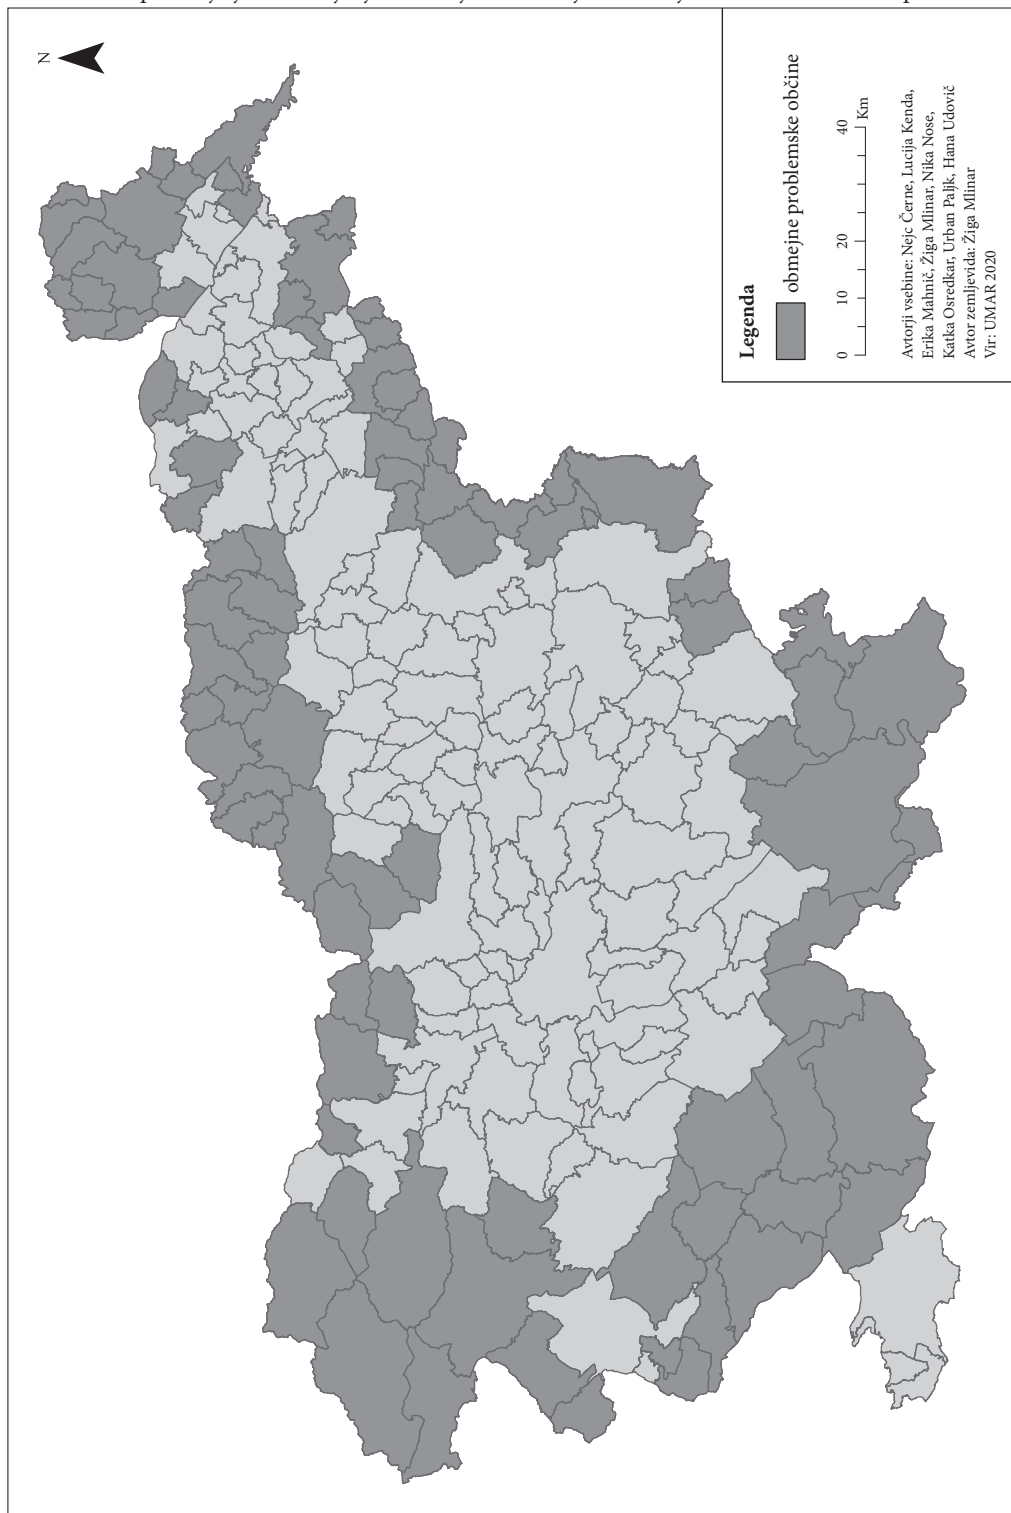 N
Legenda
obmejne problemske občine
0 10 20 40
Km
Avtorji vsebine: Nejc Černe, Lucija Kenda,
Erika Mahnič, Žiga Mlinar, Nika Nose,
Katka Osredkar, Urban Paljk, Hana Udovič
Avtor zemljevida: Žiga Mlinar
Vir: UMAR 2020